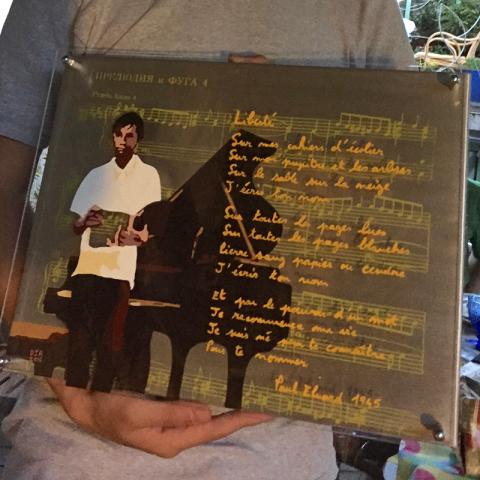 ПРЕЛЮДИЯ и ФУГА 4
Liberté
Sur mes cahiers d'écolier
Sur mon pupitre et les arbres
Sur le sable sur la neige
J'écris ton nom
Sur toutes les pages lues
Sur toutes les pages blanches
Pierre sang papier ou cendre
J'écris ton nom
Et par le pouvoir d'un mot
Je recommence ma vie
Je suis né pour te connaître
Pour te nommer
Paul Eluard 1945